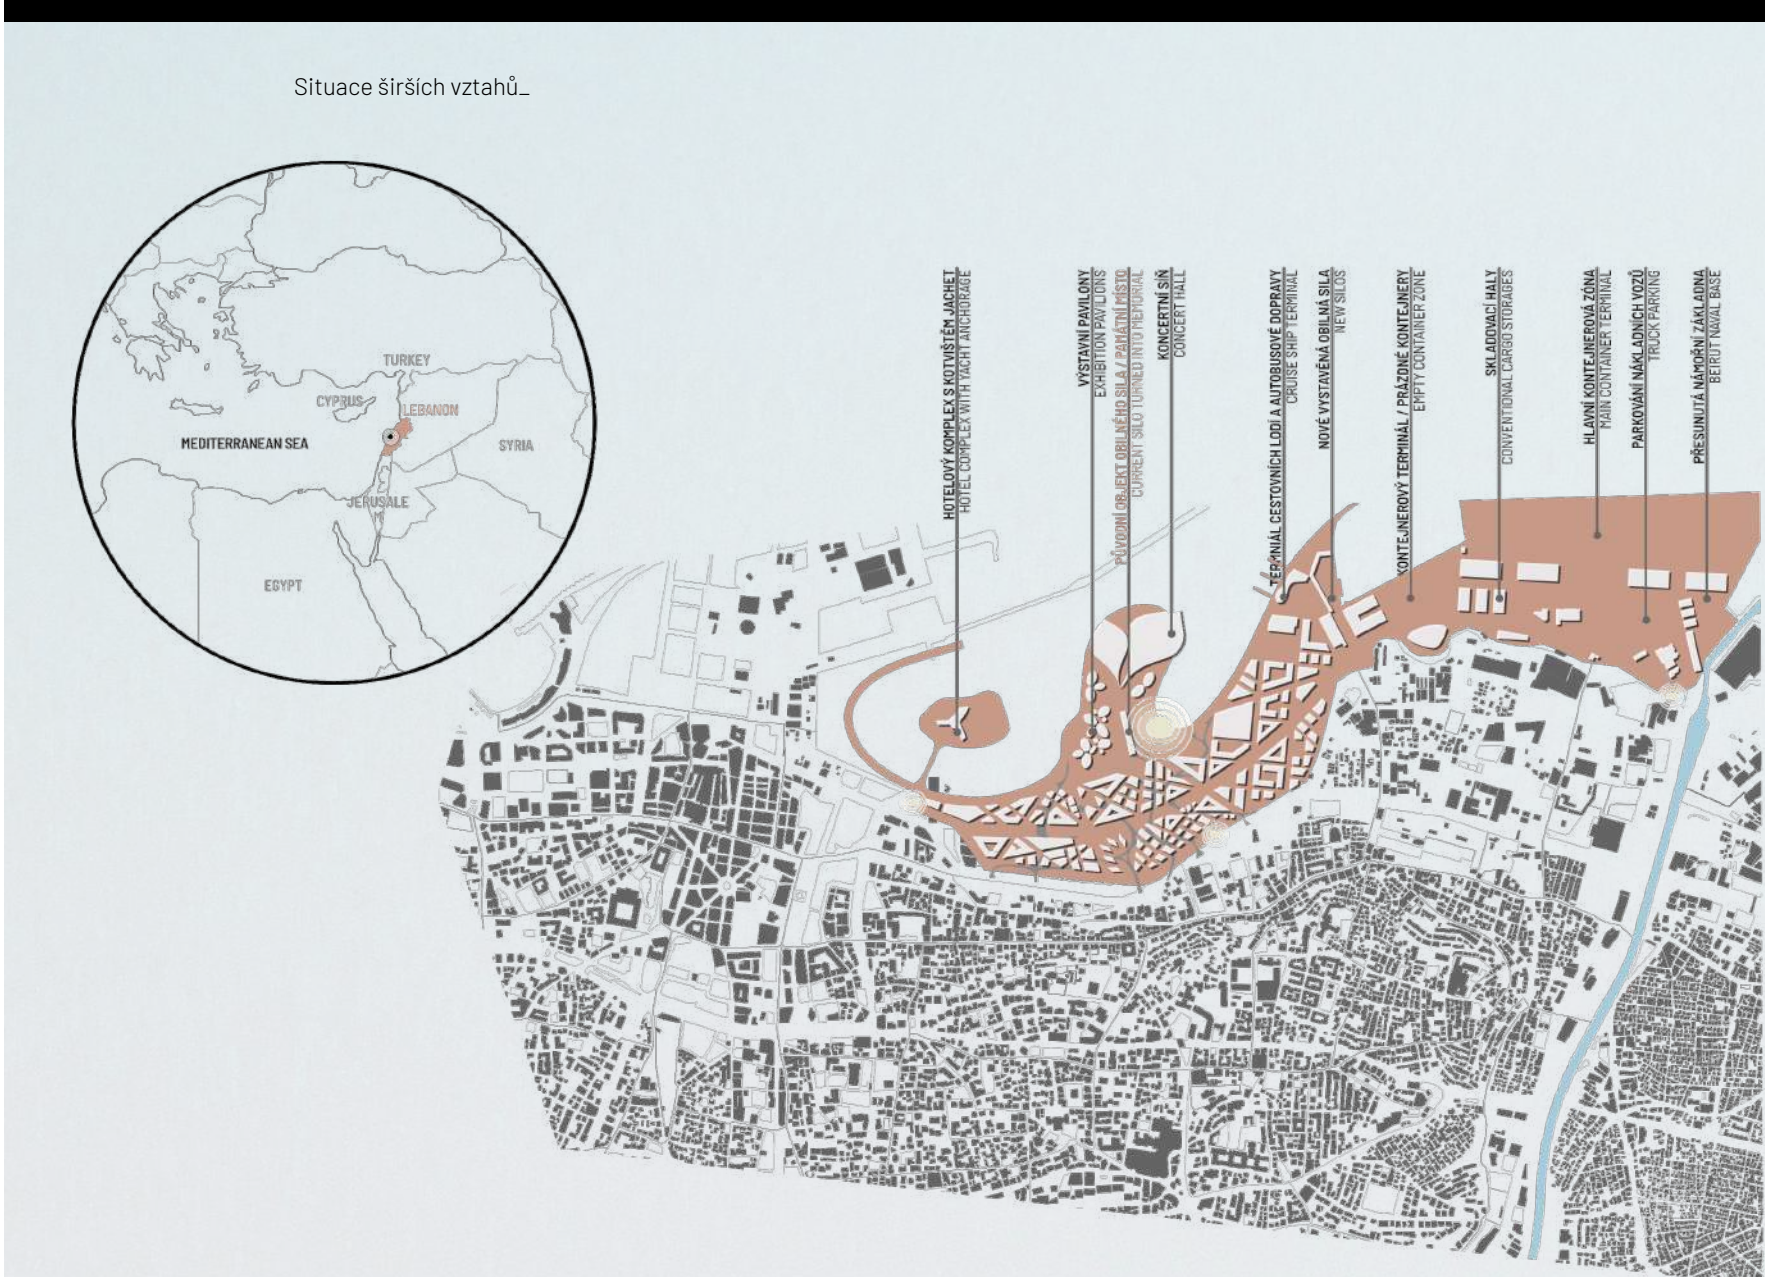 Situace širších vztahů_
TURKEY
CYPRUS
LEBANON
MEDITERRANEAN SEA
SYRIA
JERUSALE
M
EGYPT
HOTELOVÝ KOMPLEX S KOTVIŠTĚM JACHET
HOTEL COMPLEX WITH YACHT ANCHORAGE
VÝSTAVNÍ PAVILONY
EXHIBITION PAVILIONS
PŮVODNÍ OBJEKT OBILNÉHO SILA / PAMÁTNÍ MÍSTO
CURRENT SILO TURNED INTO MEMORIAL
KONCERTNÍ SÍŇ
CONCERT HALL
TERMNIÁL CESTOVNÍCH LODÍ A AUTOBUSOVÉ DOPRAVY
CRUISE SHIP TERMINAL
NOVĚ VYSTAVĚNÁ OBILNÁ SILA
NEW SILOS
KONTEJNEROVÝ TERMINÁL / PRÁZDNÉ KONTEJNERY
EMPTY CONTAINER ZONE
SKLADOVACÍ HALY
CONVENTIONAL CARGO STORAGES
HLAVNÍ KONTEJNEROVÁ ZÓNA
MAIN CONTAINER TERMINAL
PARKOVÁNÍ NÁKLADNÍCH VOZŮ
TRUCK PARKING
PŘESUNUTÁ NÁMOŘNÍ ZÁKLADNA
BEIRUT NAVAL BASE